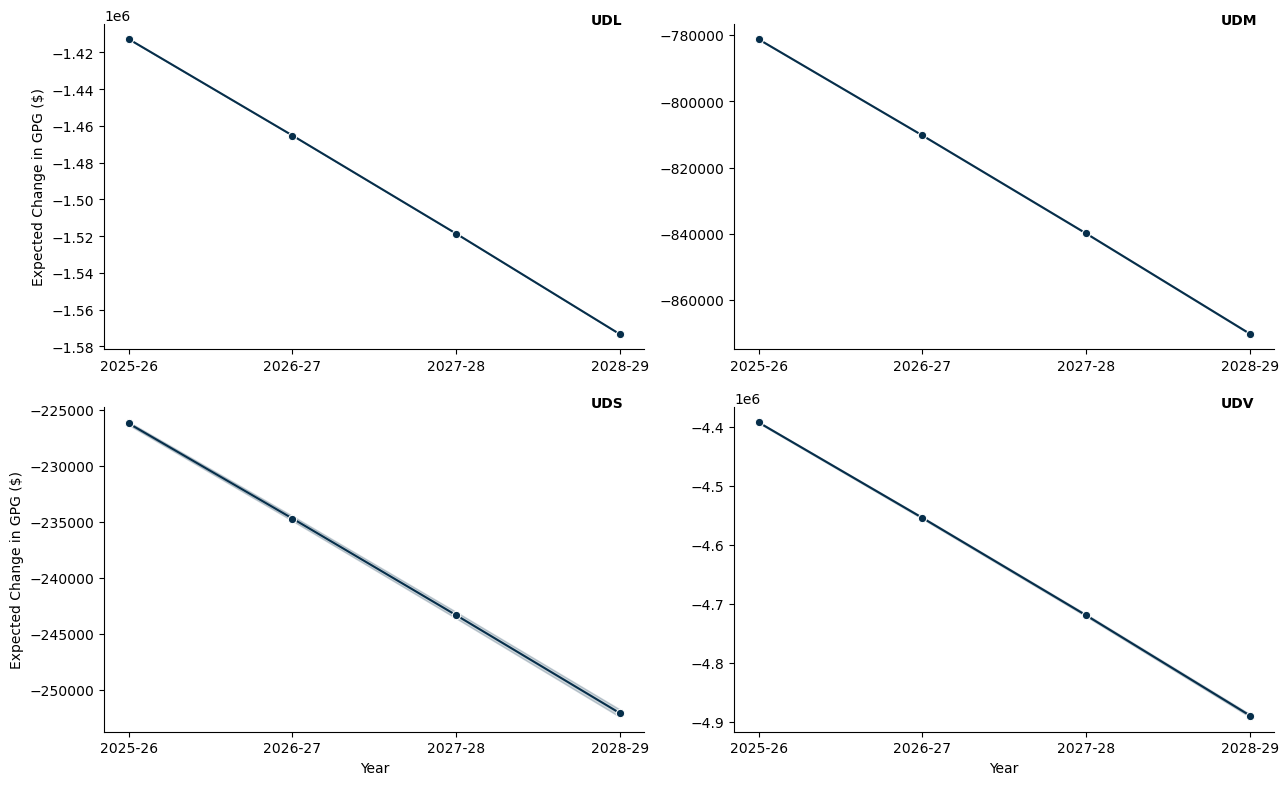 1e6
UDL
Expected Change in GPG ($)
−1.42
−1.44
−1.46
−1.48
−1.50
−1.52
−1.54
−1.56
−1.58
2025-26 2026-27 2027-28 2028-29
UDM
−780000
−800000
−820000
−840000
−860000
2025-26 2026-27 2027-28 2028-29
UDS
Expected Change in GPG ($)
−225000
−230000
−235000
−240000
−245000
−250000
2025-26 2026-27 2027-28 2028-29
Year
1e6
UDV
−4.4
−4.5
−4.6
−4.7
−4.8
−4.9
2025-26 2026-27 2027-28 2028-29
Year